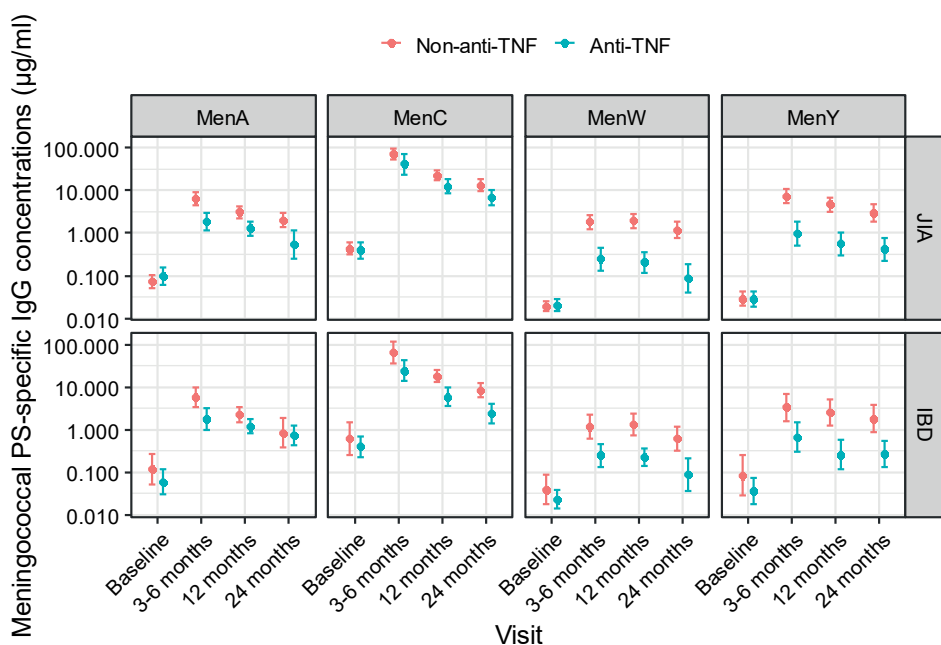 Meningococcal PS-specific IgG concentrations (µg/ml)
Non-anti-TNF Anti-TNF
MenA MenC MenW MenY
100.000
10.000
1.000
0.100
0.010
JIA
100.000
10.000
1.000
0.100
0.010
IBD
Baseline 3-6 months 12 months 24 months Baseline 3-6 months 12 months 24 months Baseline 3-6 months 12 months 24 months Baseline 3-6 months 12 months 24 months
Visit